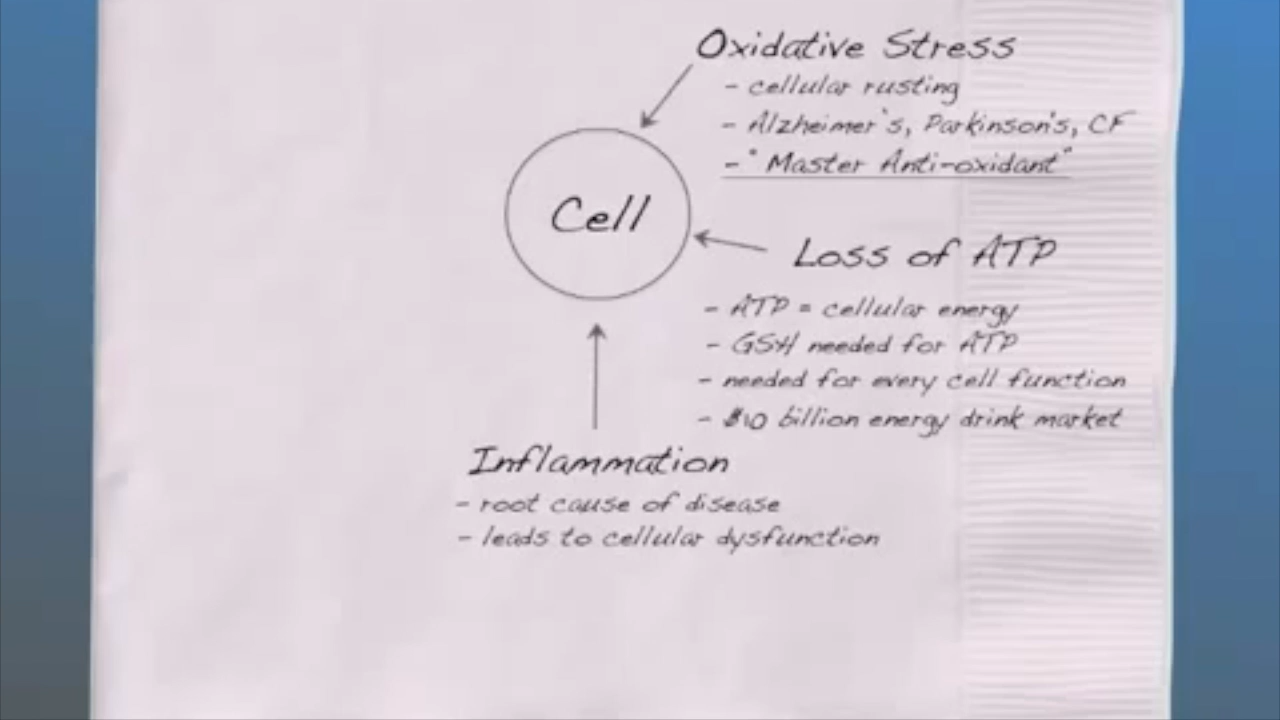 Oxidative Stress
- cellular rusting
- Alzheimer's, Parkinson's, CF
- "Master Anti-oxidant"
Cell
Loss of ATP
- ATP = cellular energy
- GSH needed for ATP
- needed for every cell function
- $10 billion energy drink market
Inflammation
- root cause of disease
- leads to cellular dysfunction